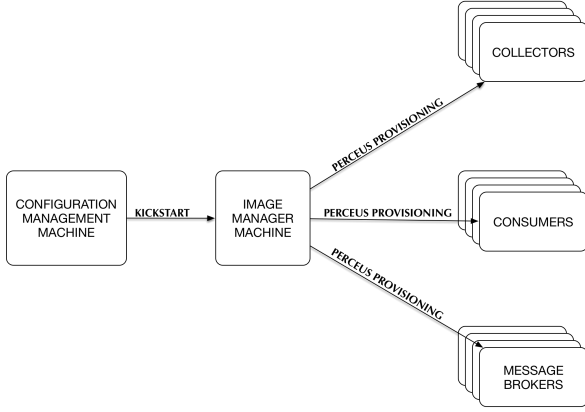 COLLECTORS
PERCEUS PROVISIONING
CONFIGURATION
MANAGEMENT
MACHINE
KICKSTART
IMAGE
MANAGER
MACHINE
PERCEUS PROVISIONING
CONSUMERS
PERCEUS PROVISIONING
MESSAGE
BROKERS